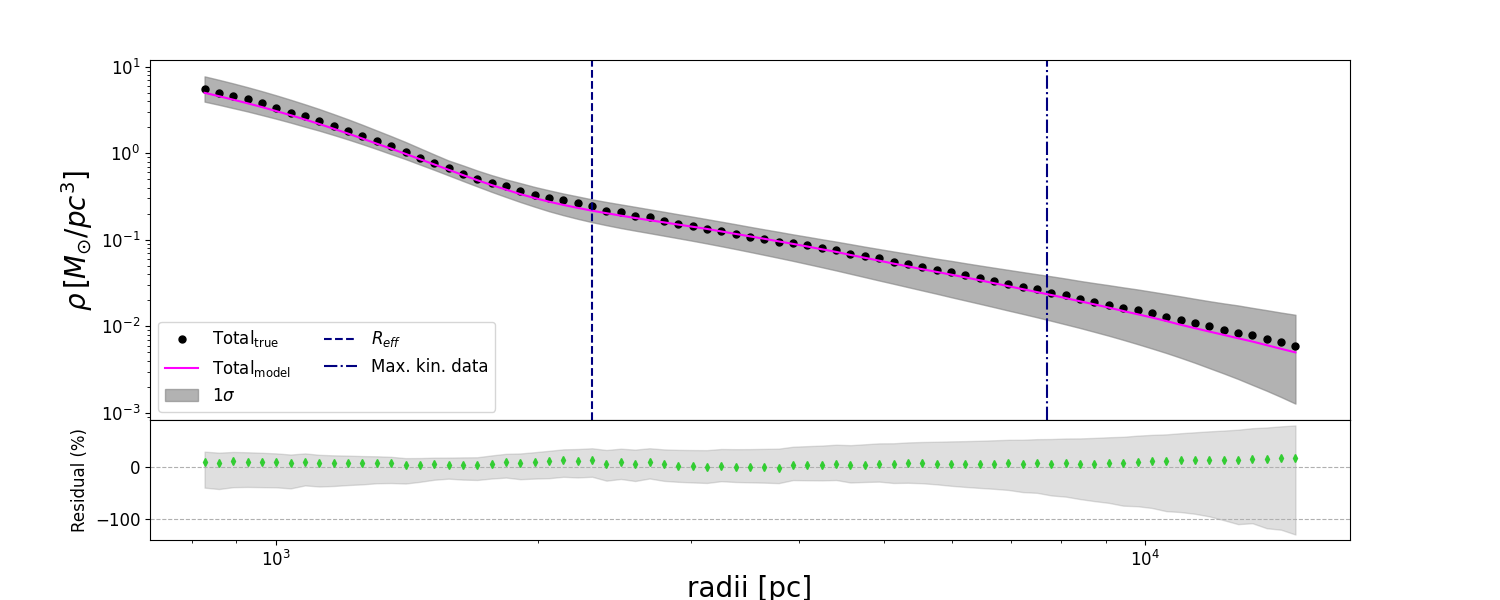 10¹
10⁰
10⁻¹
10⁻²
10⁻³
ρ [M⊙/pc³]
Total_true
Total_model
1σ
R_eff
Max. kin. data
0
−100
Residual (%)
10³
10⁴
radii [pc]